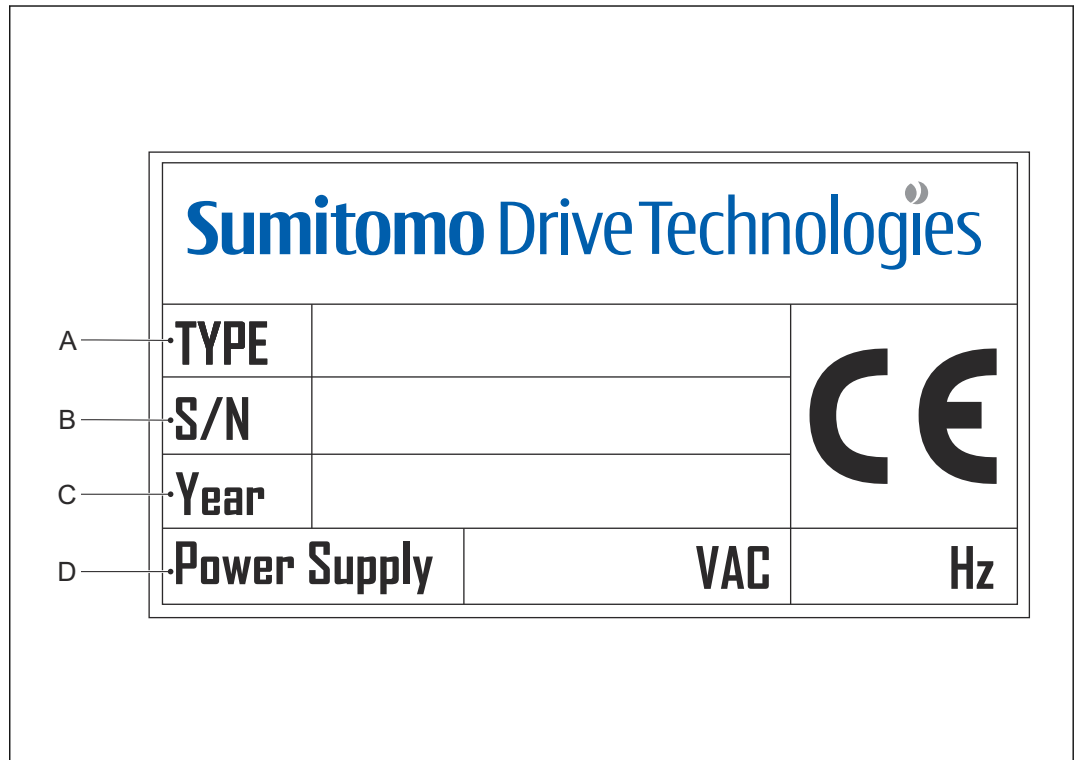 Sumitomo Drive Technologies
A TYPE
B S/N
C Year
D Power Supply VAC Hz
CE